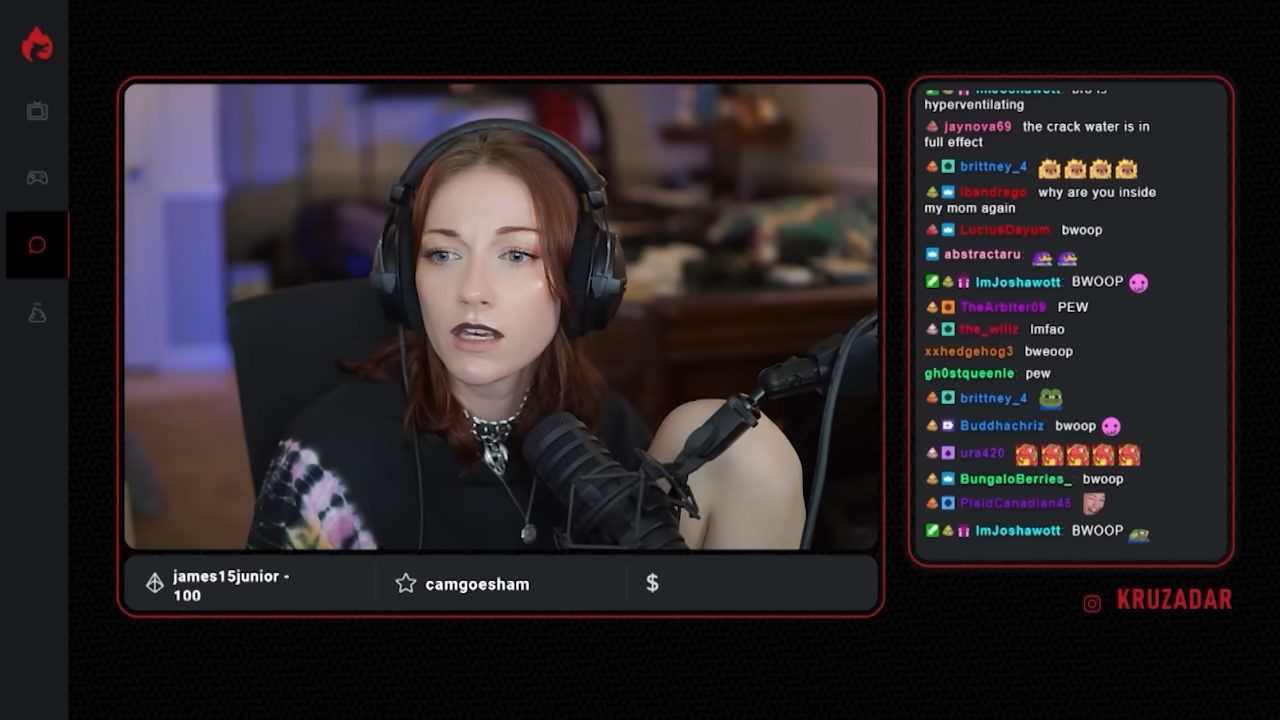 hyperventilating
jaynova69: the crack water is in
full effect
brittney_4
ibandrago why are you inside
my mom again
LuciusDayum bwoop
abstractaru:
ImJoshawott: BWOOP
TheArbiter09 PEW
the_willz lmfao
xxhedgehog3 bweoop
gh0stqueenie: pew
brittney_4
Buddhachriz bwoop
ura420
BungaloBerries_: bwoop
PlaidCanadian45
ImJoshawott: BWOOP
james15junior -
100
camgoesham
$
KRUZADAR